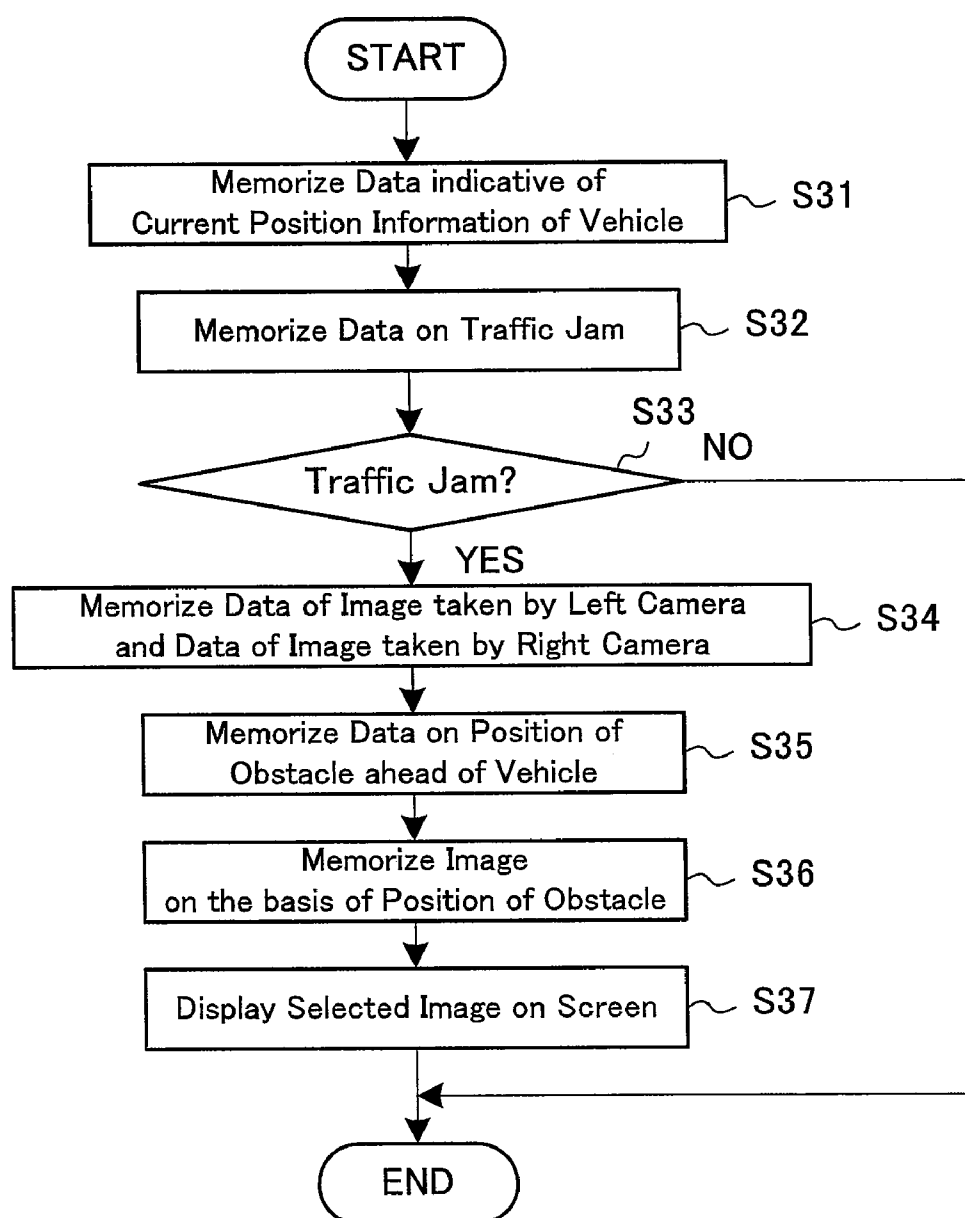 START
Memorize Data indicative of
Current Position Information of Vehicle
S31
Memorize Data on Traffic Jam
S32
S33
Traffic Jam?
NO
YES
Memorize Data of Image taken by Left Camera
and Data of Image taken by Right Camera
S34
Memorize Data on Position of
Obstacle ahead of Vehicle
S35
Memorize Image
on the basis of Position of Obstacle
S36
Display Selected Image on Screen
S37
END